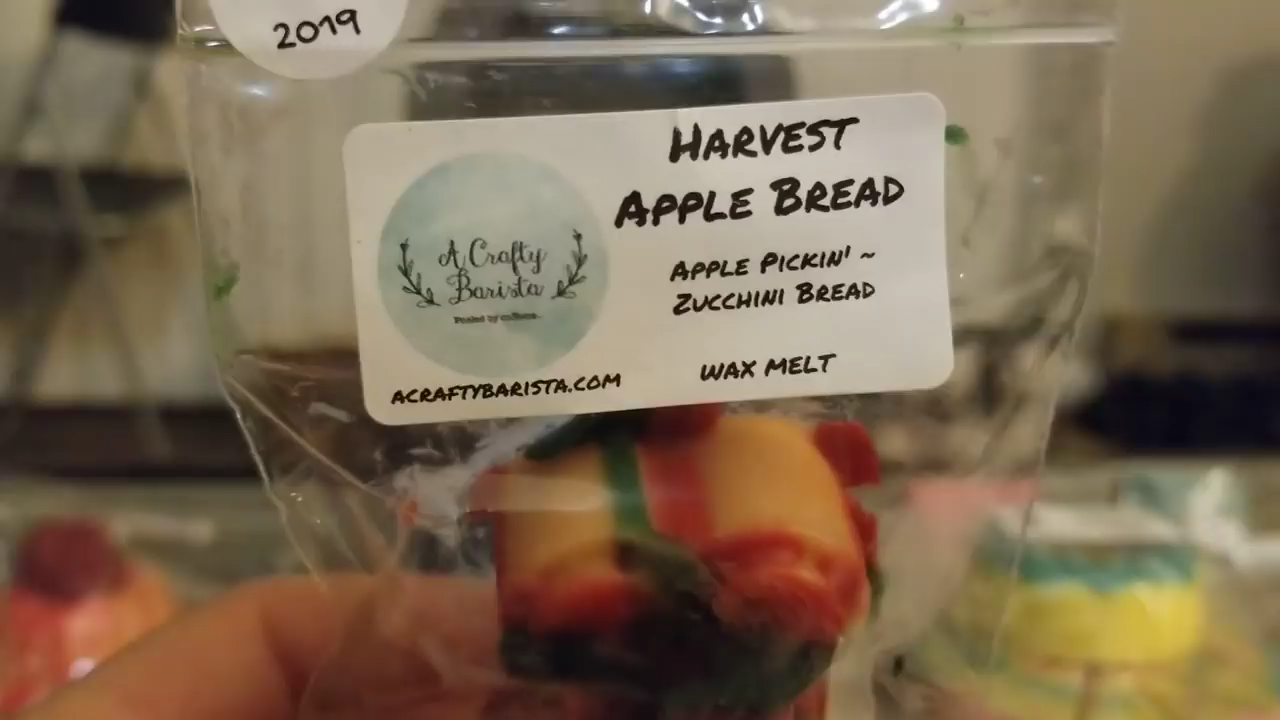 2019
HARVEST
APPLE BREAD
APPLE PICKIN' ~
ZUCCHINI BREAD
WAX MELT
A Crafty
Barista
ACRAFTYBARISTA.COM